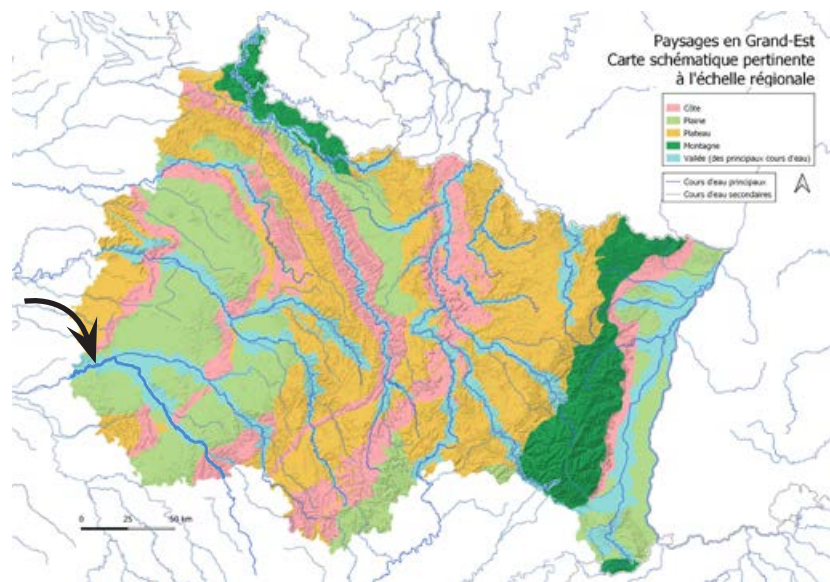 Paysages en Grand-Est
Carte schématique pertinente
à l'échelle régionale
Côte
Plaine
Plateau
Montagne
Vallée (des principaux cours d'eau)
Cours d'eau principaux
Cours d'eau secondaires
0 25 50 km